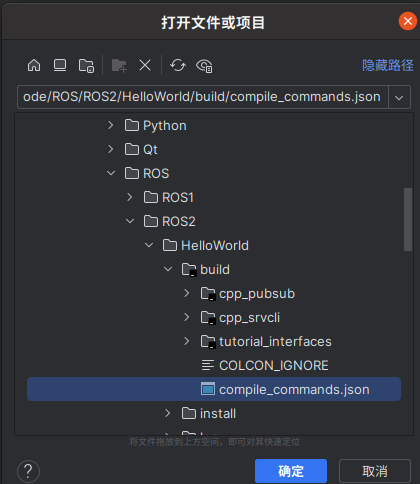 打开文件或项目
隐藏路径
ode/ROS/ROS2/HelloWorld/build/compile_commands.json
Python
Qt
ROS
ROS1
ROS2
HelloWorld
build
cpp_pubsub
cpp_srvcli
tutorial_interfaces
COLCON_IGNORE
compile_commands.json
install
将文件拖放到上方空间，即可对其快速定位
?
确定
取消